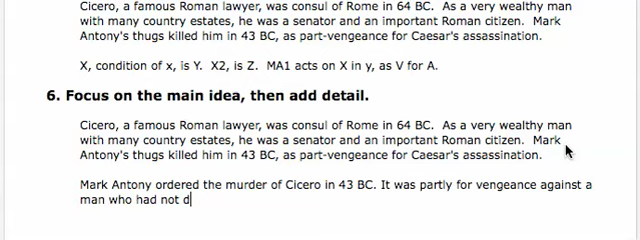 Cicero, a famous Roman lawyer, was consul of Rome in 64 BC.  As a very wealthy man
with many country estates, he was a senator and an important Roman citizen.  Mark
Antony's thugs killed him in 43 BC, as part-vengeance for Caesar's assassination.
X, condition of x, is Y.  X2, is Z.  MA1 acts on X in y, as V for A.
6. Focus on the main idea, then add detail.
Cicero, a famous Roman lawyer, was consul of Rome in 64 BC.  As a very wealthy man
with many country estates, he was a senator and an important Roman citizen.  Mark
Antony's thugs killed him in 43 BC, as part-vengeance for Caesar's assassination.
Mark Antony ordered the murder of Cicero in 43 BC. It was partly for vengeance against a
man who had not d